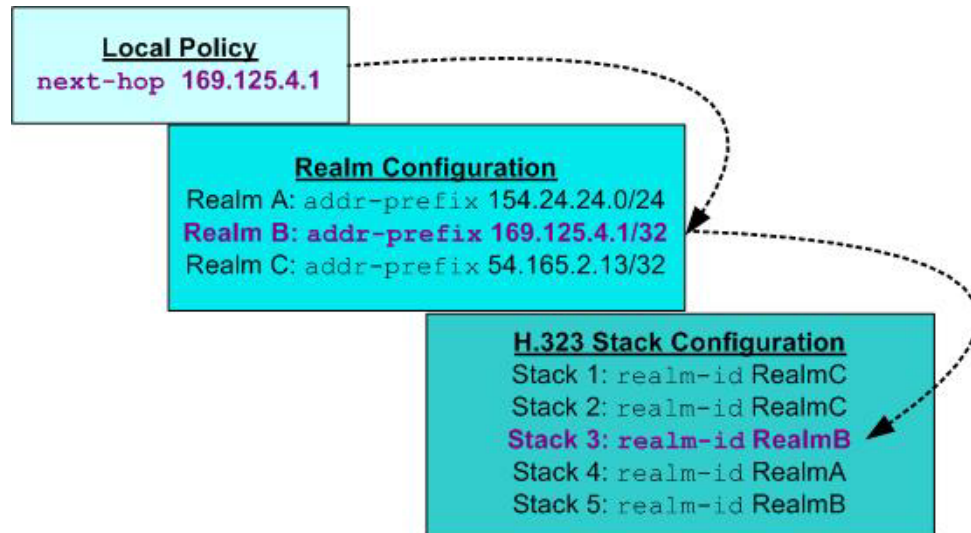 Local Policy
next-hop 169.125.4.1
Realm Configuration
Realm A: addr-prefix 154.24.24.0/24
Realm B: addr-prefix 169.125.4.1/32
Realm C: addr-prefix 54.165.2.13/32
H.323 Stack Configuration
Stack 1: realm-id RealmC
Stack 2: realm-id RealmC
Stack 3: realm-id RealmB
Stack 4: realm-id RealmA
Stack 5: realm-id RealmB